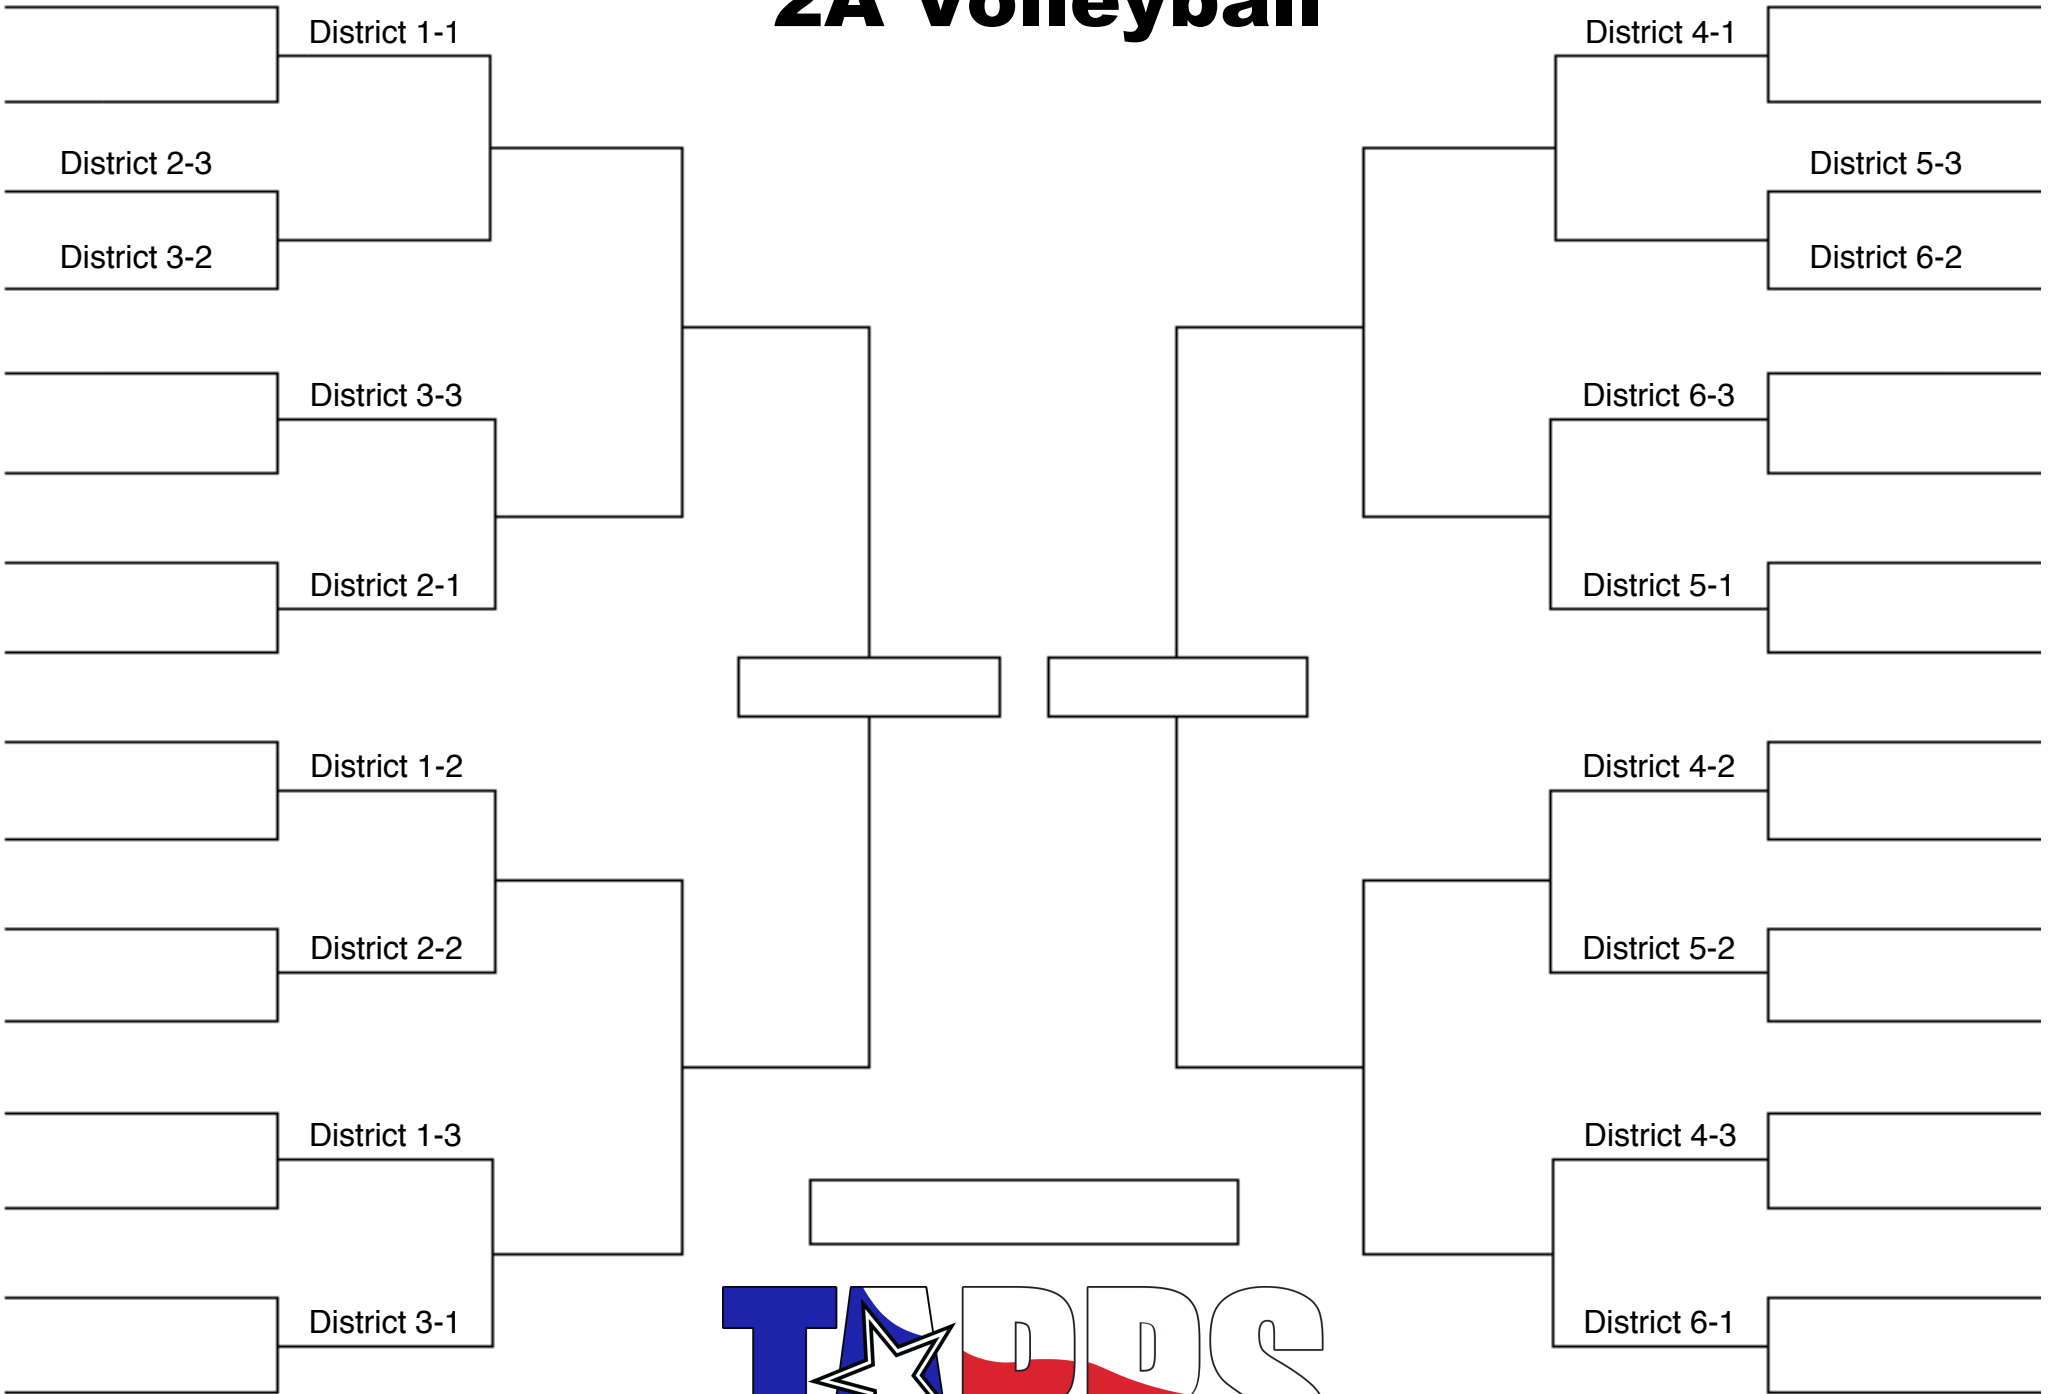 2A Volleyball
District 1-1
District 4-1
District 2-3
District 5-3
District 3-2
District 6-2
District 3-3
District 6-3
District 2-1
District 5-1
District 1-2
District 4-2
District 2-2
District 5-2
District 1-3
District 4-3
District 3-1
District 6-1
TAPPS